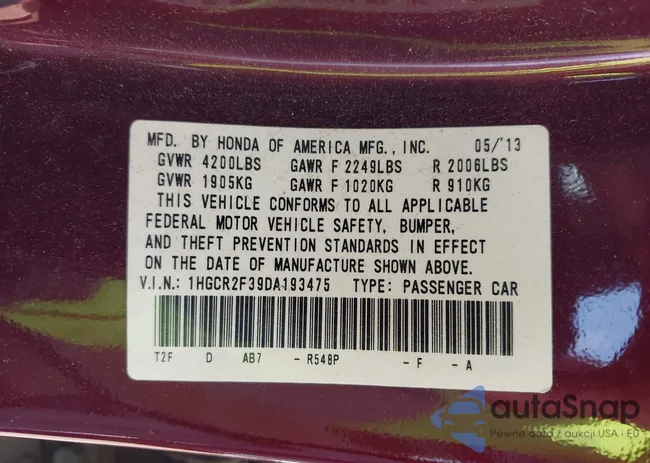 MFD. BY HONDA OF AMERICA MFG., INC. 05/'13
GVWR 4200LBS GAWR F 2249LBS R 2006LBS
GVWR 1905KG GAWR F 1020KG R 910KG
THIS VEHICLE CONFORMS TO ALL APPLICABLE
FEDERAL MOTOR VEHICLE SAFETY, BUMPER,
AND THEFT PREVENTION STANDARDS IN EFFECT
ON THE DATE OF MANUFACTURE SHOWN ABOVE.
V.I.N.: 1HGCR2F39DA193475 TYPE: PASSENGER CAR
T2F D AB7 - R548P - F - A
autoSnap
Pewne auta z aukcji USA i EU